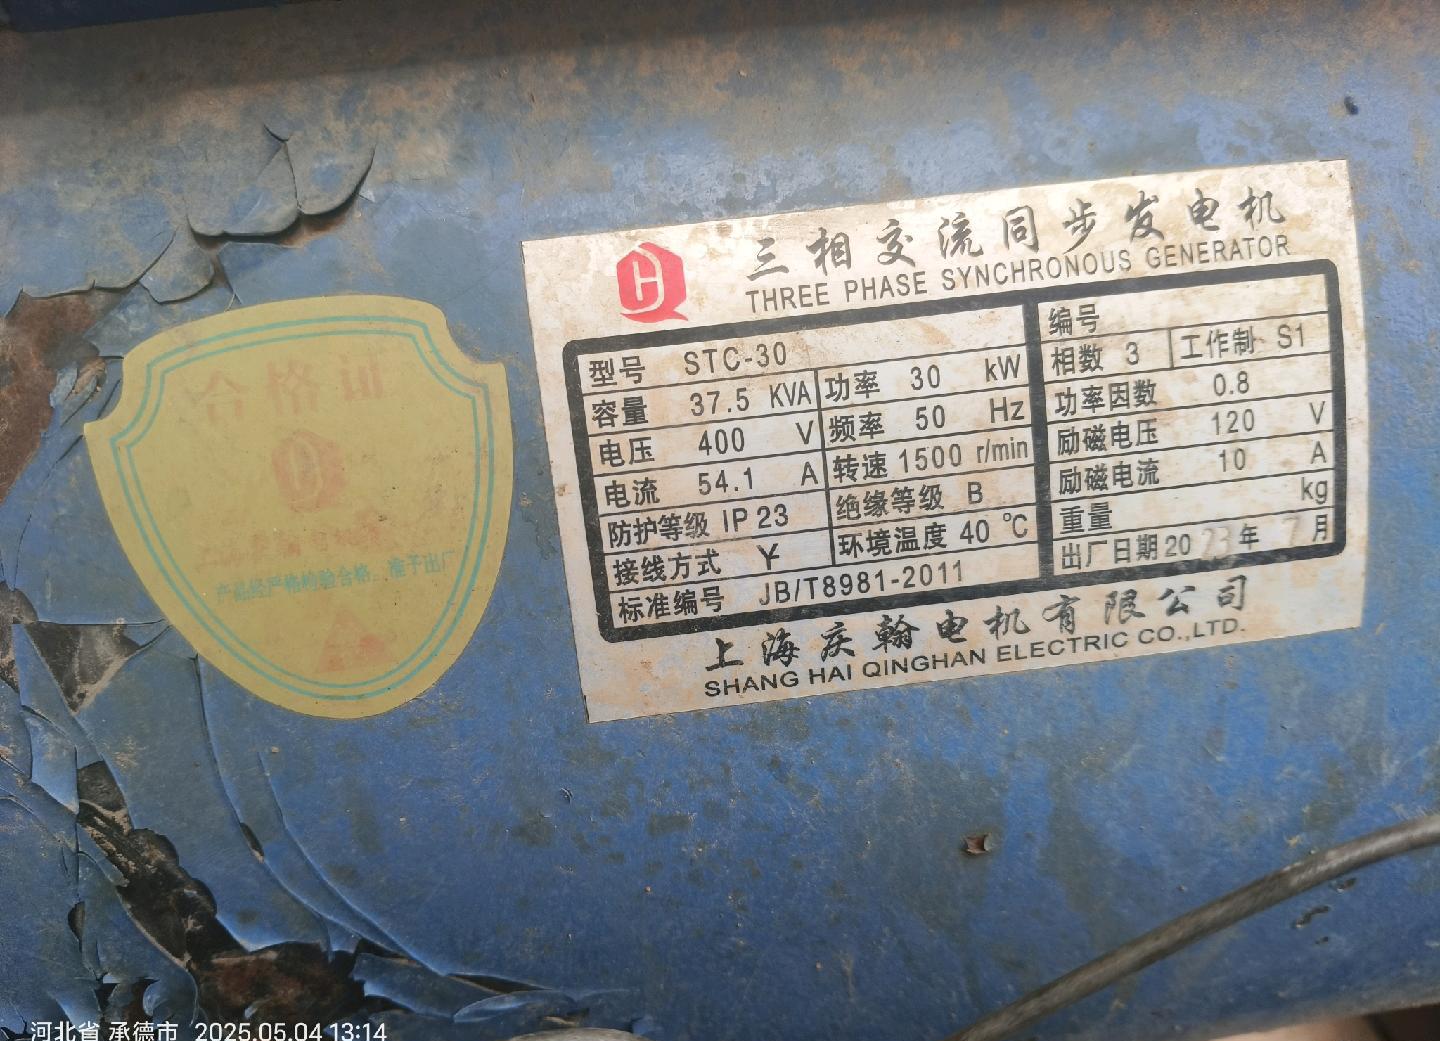 三相交流同步发电机
THREE PHASE SYNCHRONOUS GENERATOR
型号 STC-30
容量 37.5 KVA 功率 30 kW
电压 400 V 频率 50 Hz
电流 54.1 A 转速 1500 r/min
防护等级 IP 23 绝缘等级 B
接线方式 Y 环境温度 40 ℃
标准编号 JB/T8981-2011
编号
相数 3 工作制 S1
功率因数 0.8
励磁电压 120 V
励磁电流 10 A
重量 kg
出厂日期 20 23 年 7 月
上海庆翰电机有限公司
SHANG HAI QINGHAN ELECTRIC CO.,LTD.
合格证
产品经严格检验合格。准予出厂
河北省 承德市 2025.05.04 13:14